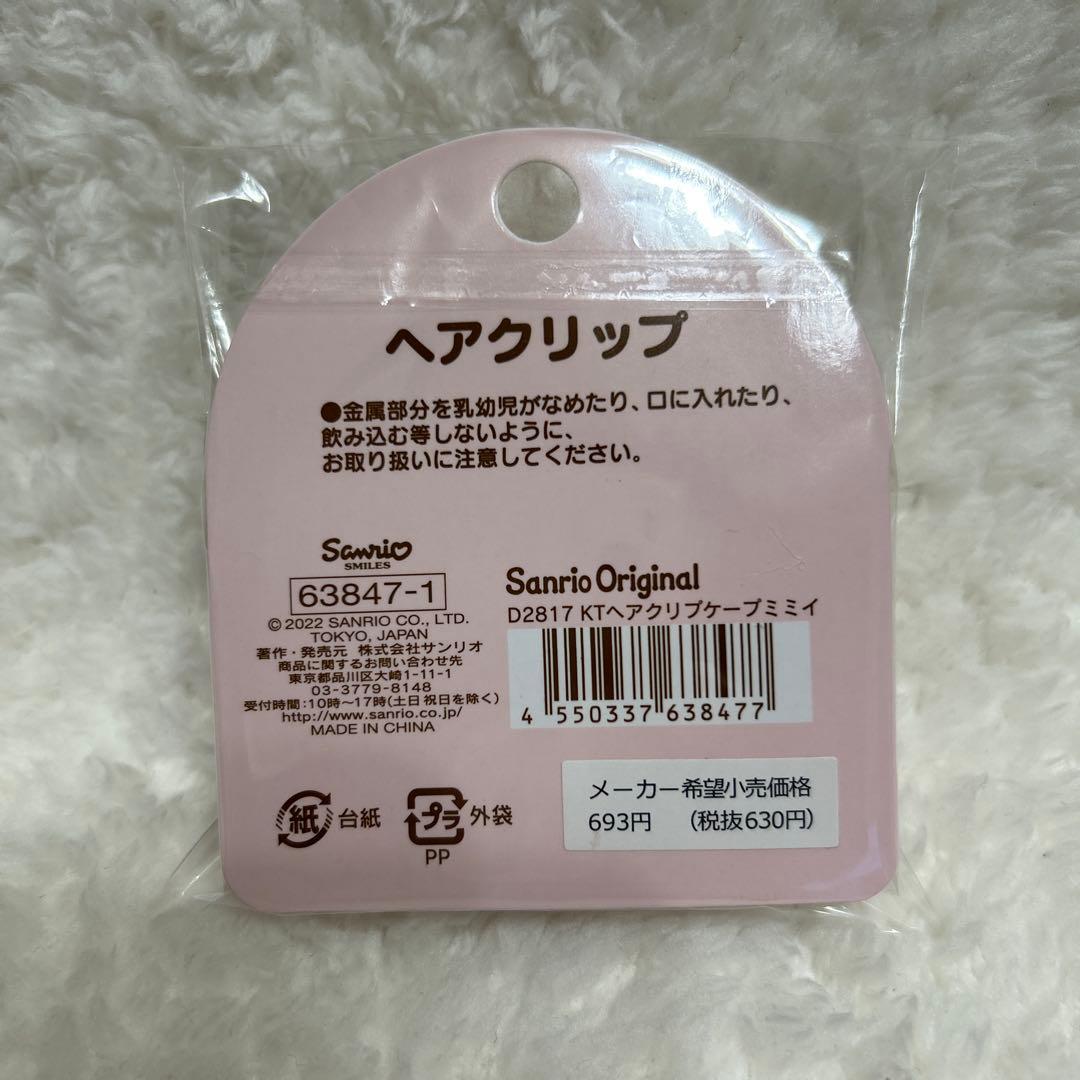 ヘアクリップ
●金属部分を乳幼児がなめたり、口に入れたり、
飲み込む等しないように、
お取り扱いに注意してください。
Sanrio
SMILES
63847-1
© 2022 SANRIO CO., LTD.
TOKYO, JAPAN
著作・発売元 株式会社サンリオ
商品に関するお問い合わせ先
東京都品川区大崎1-11-1
03-3779-8148
受付時間:10時～17時(土日祝日を除く)
http://www.sanrio.co.jp/
MADE IN CHINA
Sanrio Original
D2817 KTヘアクリプケープミミイ
4 550337 638477
紙 台紙
プラ 外袋
PP
メーカー希望小売価格
693円 (税抜630円)